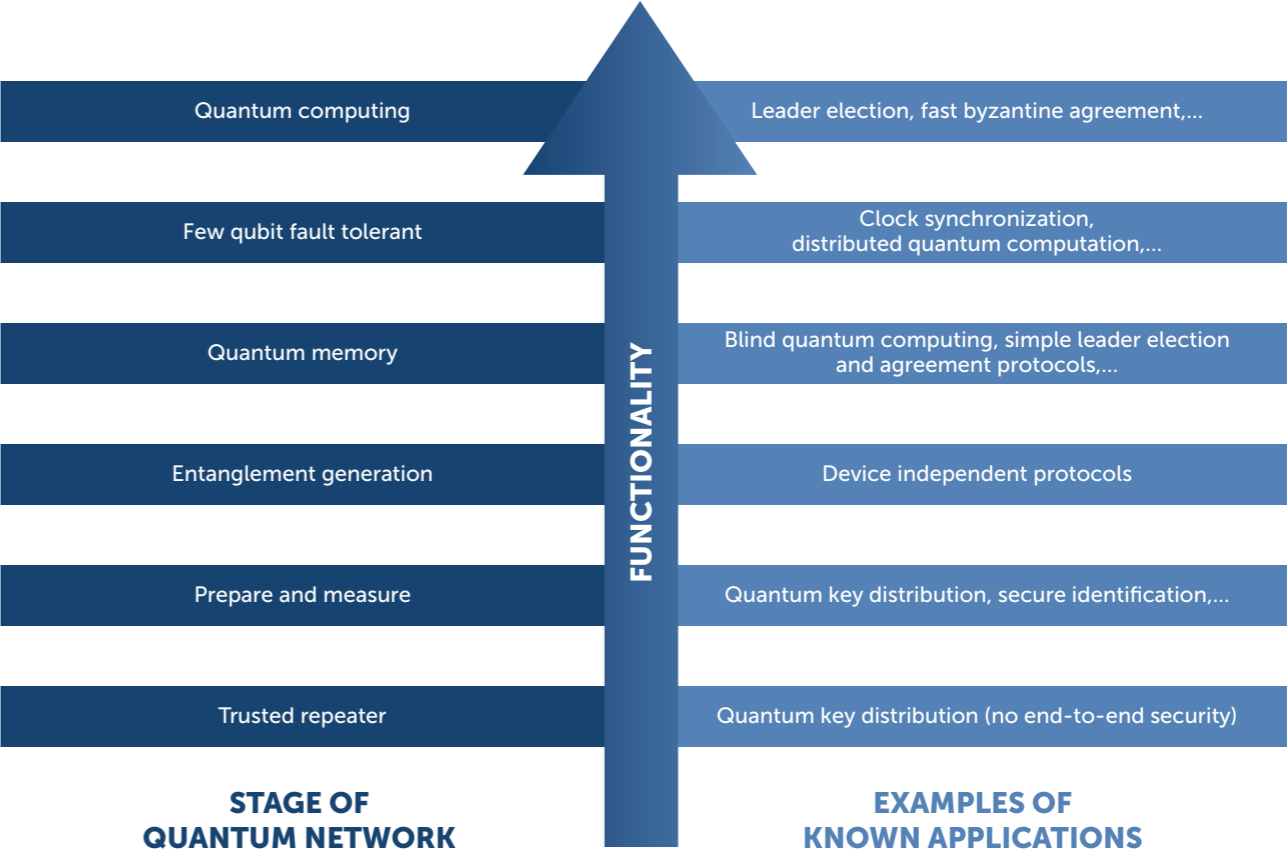 Quantum computing
Leader election, fast byzantine agreement,...
Few qubit fault tolerant
Clock synchronization,
distributed quantum computation,...
Quantum memory
Blind quantum computing, simple leader election
and agreement protocols,...
Entanglement generation
Device independent protocols
Prepare and measure
Quantum key distribution, secure identification,...
Trusted repeater
Quantum key distribution (no end-to-end security)
FUNCTIONALITY
STAGE OF
QUANTUM NETWORK
EXAMPLES OF
KNOWN APPLICATIONS